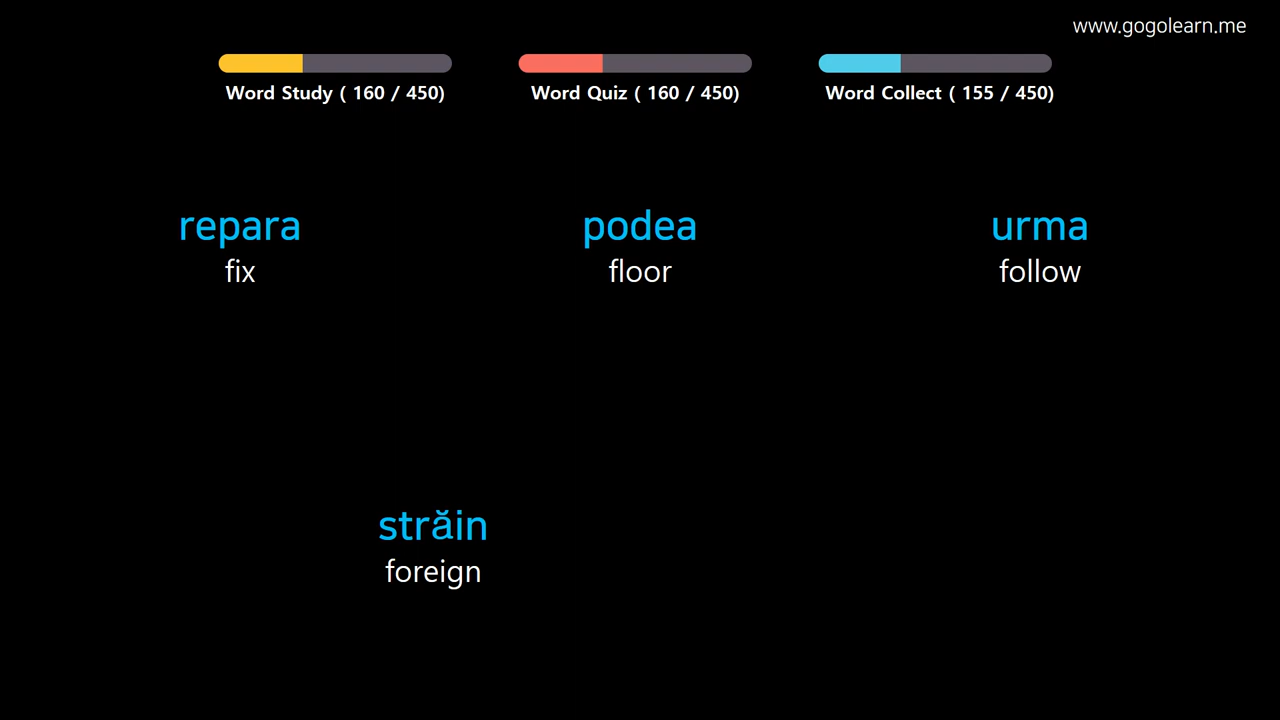 www.gogolearn.me
Word Study ( 160 / 450)
Word Quiz ( 160 / 450)
Word Collect ( 155 / 450)
repara
fix
podea
floor
urma
follow
străin
foreign